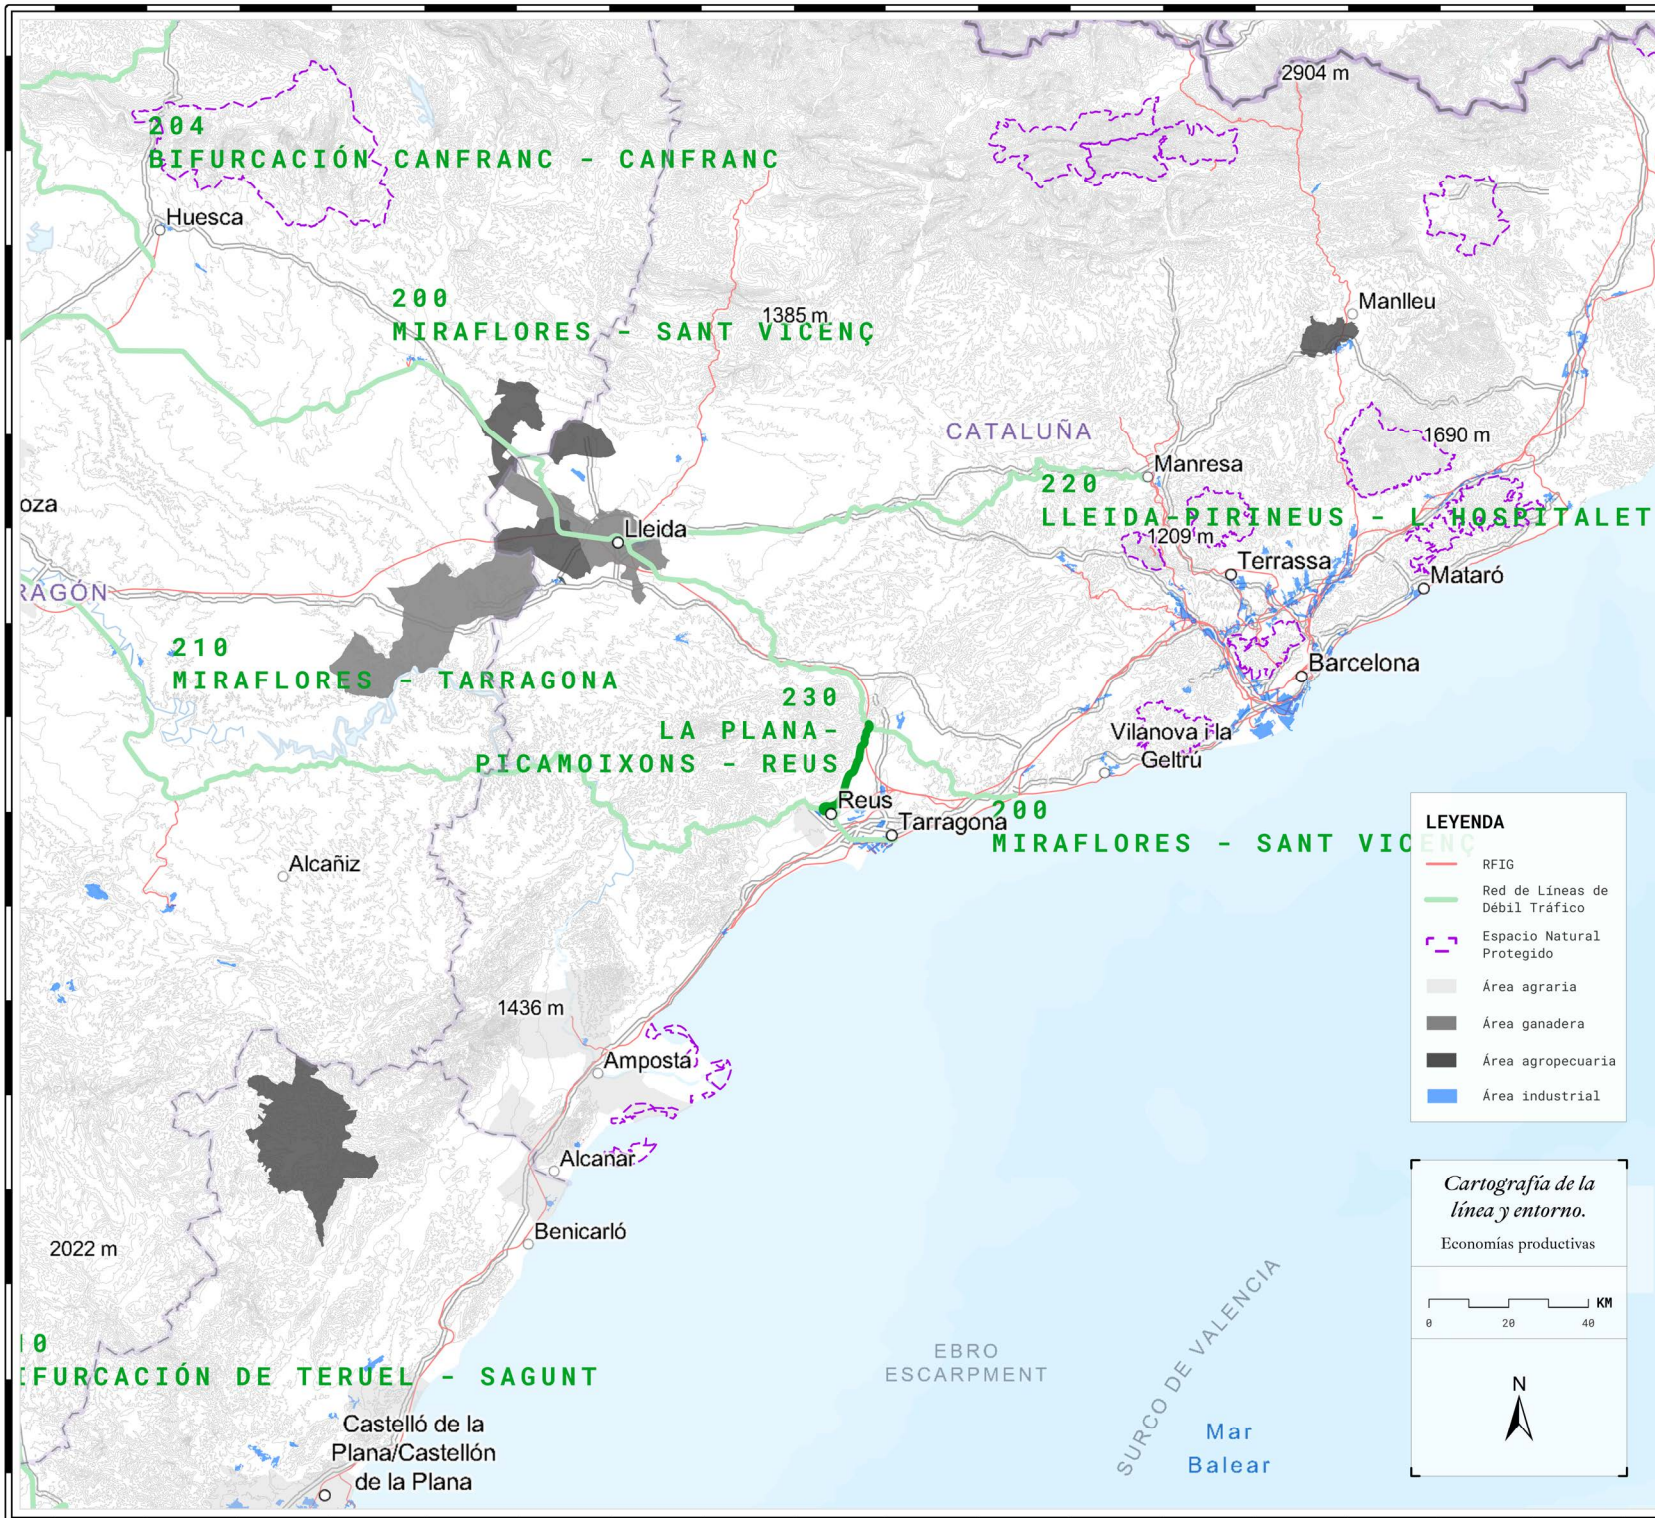 2904 m
204
BIFURCACIÓN CANFRANC - CANFRANC
Huesca
200
MIRAFLORES - SANT VICENÇ
1385 m
Manlleu
CATALUÑA
1690 m
Manresa
220
LLEIDA-PIRINEUS - L HOSPITALET
oza
Lleida
1209 m
Terrassa
Mataró
RAGÓN
210
MIRAFLORES - TARRAGONA
Barcelona
230
LA PLANA-
PICAMOIXONS - REUS
Vilanova i la
Geltrú
Reus
Tarragona
200
MIRAFLORES - SANT VICENÇ
Alcañiz
1436 m
Amposta
Alcanar
Benicarló
2022 m
10
IFURCACIÓN DE TERUEL - SAGUNT
Castelló de la
Plana/Castellón
de la Plana
EBRO
ESCARPMENT
SURCO DE VALENCIA
Mar
Balear
LEYENDA
RFIG
Red de Líneas de
Débil Tráfico
Espacio Natural
Protegido
Área agraria
Área ganadera
Área agropecuaria
Área industrial
Cartografía de la
línea y entorno.
Economías productivas
KM
0 20 40
N